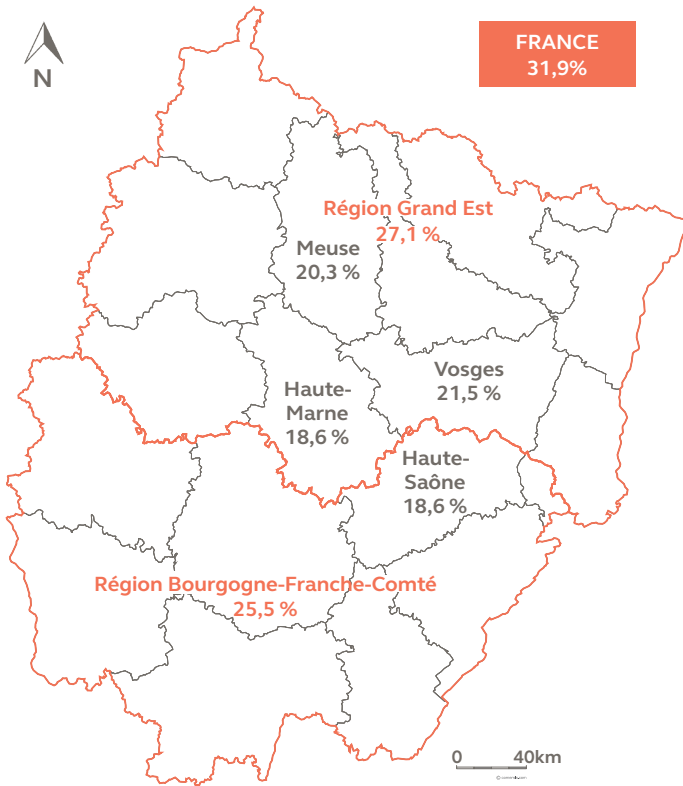 N
FRANCE
31,9%
Région Grand Est
27,1 %
Meuse
20,3 %
Vosges
21,5 %
Haute-
Marne
18,6 %
Haute-
Saône
18,6 %
Région Bourgogne-Franche-Comté
25,5 %
0 40km